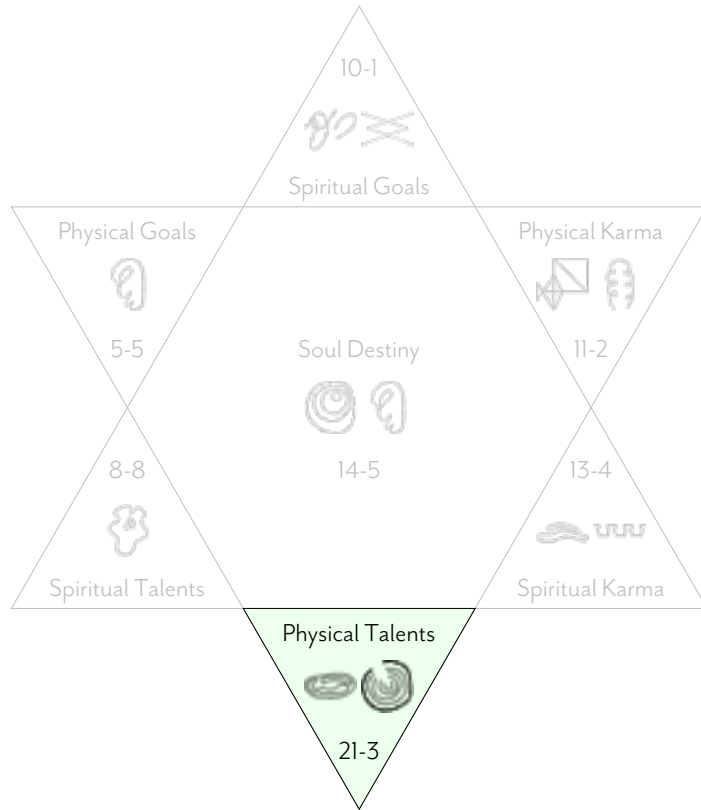 10-1
Spiritual Goals
Physical Goals
Physical Karma
5-5
Soul Destiny
11-2
8-8
14-5
13-4
Spiritual Talents
Spiritual Karma
Physical Talents
21-3